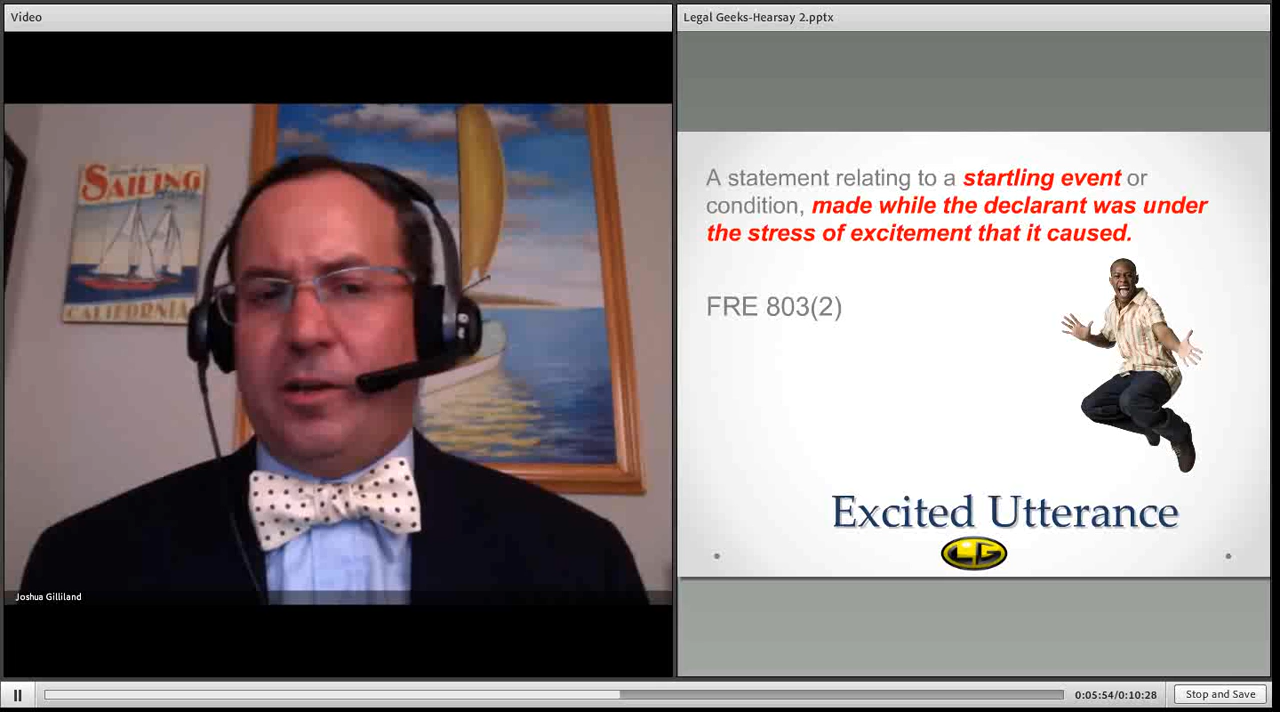 Video
Legal Geeks-Hearsay 2.pptx
SAILING
CALIFORNIA
Joshua Gilliland
A statement relating to a startling event or
condition, made while the declarant was under
the stress of excitement that it caused.
FRE 803(2)
Excited Utterance
LG
0:05:54/0:10:28
Stop and Save